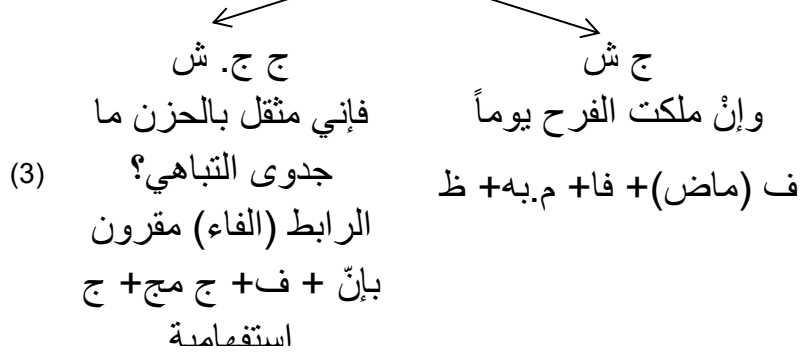 ج ش
وإنْ ملكت الفرح يوماً
ف (ماض)+ فا+ م.به+ ظ
ج ج. ش
فإني مثقل بالحزن ما
جدوى التباهي؟
الرابط (الفاء) مقرون
بإنّ + ف+ ج مج+ ج
استفهامية
(3)